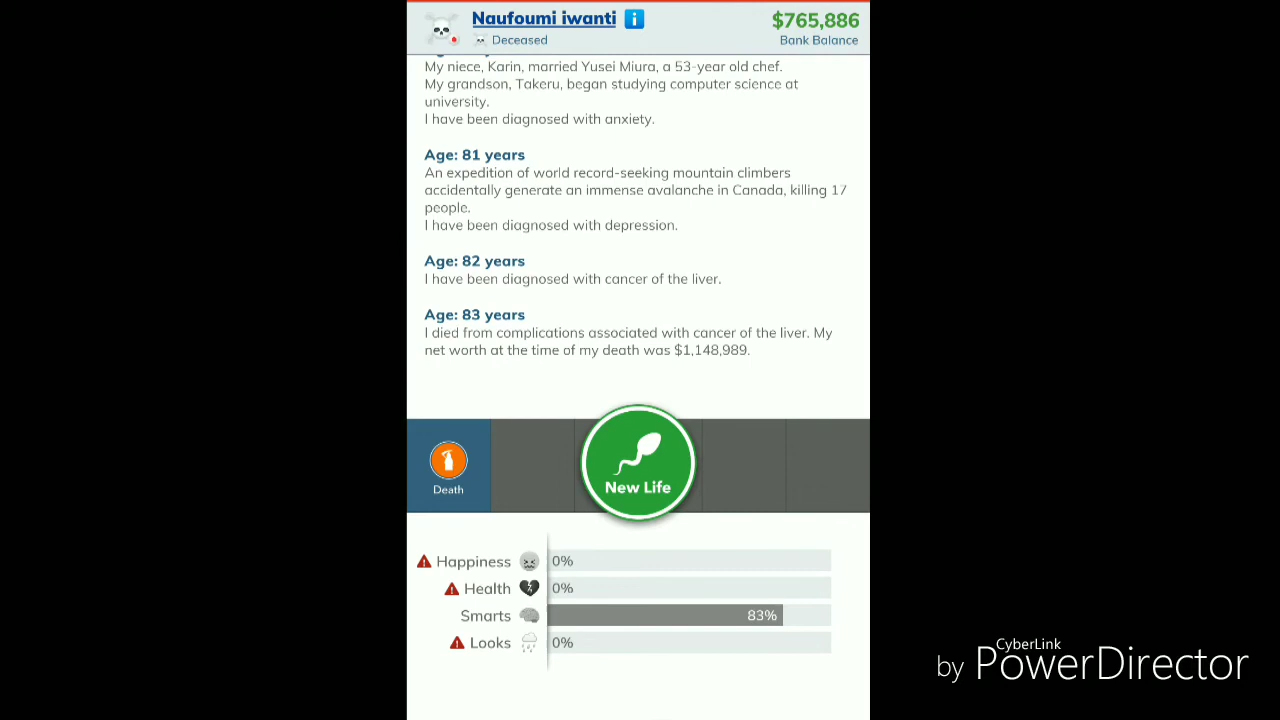 Naufoumi iwanti
$765,886
Deceased
Bank Balance
My niece, Karin, married Yusei Miura, a 53-year old chef.
My grandson, Takeru, began studying computer science at
university.
I have been diagnosed with anxiety.
Age: 81 years
An expedition of world record-seeking mountain climbers
accidentally generate an immense avalanche in Canada, killing 17
people.
I have been diagnosed with depression.
Age: 82 years
I have been diagnosed with cancer of the liver.
Age: 83 years
I died from complications associated with cancer of the liver. My
net worth at the time of my death was $1,148,989.
Death
New Life
Happiness 0%
Health 0%
Smarts 83%
Looks 0%
CyberLink
by PowerDirector